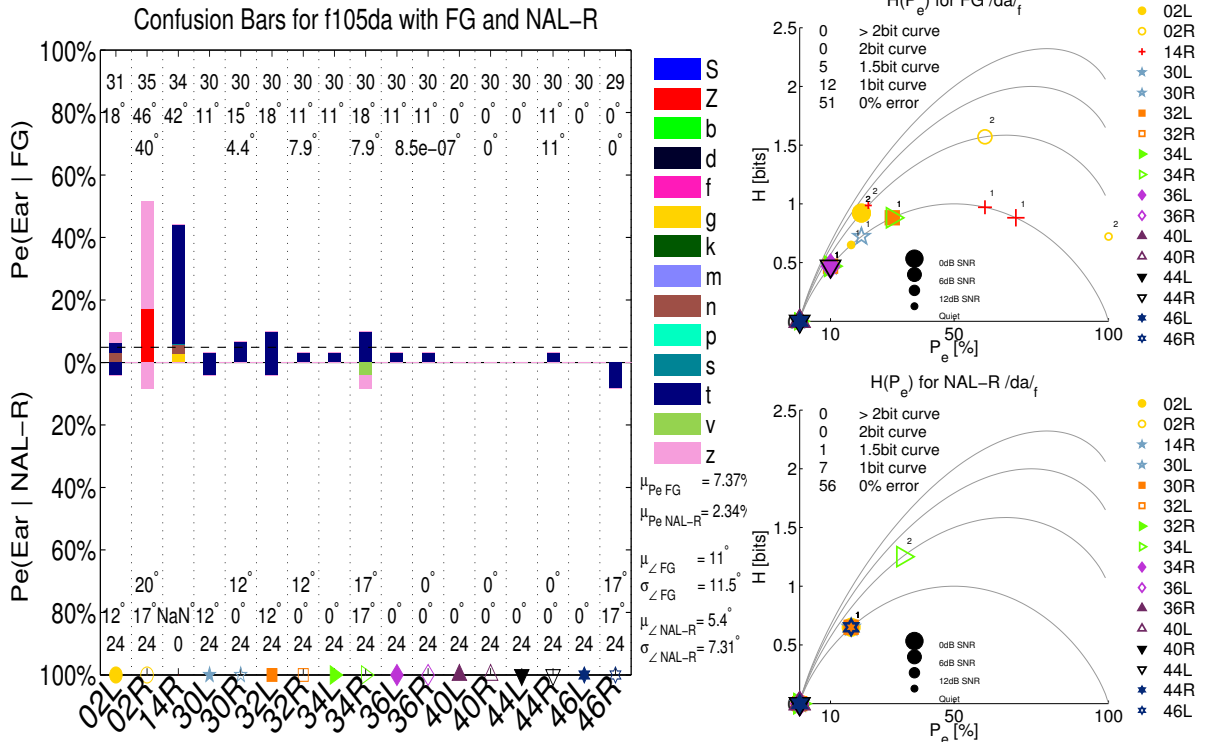 Confusion Bars for f105da with FG and NAL−R
Pe(Ear | FG)
Pe(Ear | NAL−R)
100%
80%
60%
40%
20%
0%
20%
40%
60%
80%
100%
31 35 34 30 30 30 30 30 30 30 30 20 30 30 30 30 29
18° 46° 42° 11° 15° 18° 11° 11° 18° 11° 11° 0° 0° 0° 11° 0° 0°
40° 4.4° 7.9° 7.9° 8.5e−07° 0° 11° 0°
20° 12° 12° 17° 0° 0° 0° 17°
12° 17° NaN° 12° 0° 12° 0° 0° 17° 0° 0° 0° 0° 0° 0° 0° 17°
24 24 0 24 24 24 24 24 24 24 24 24 24 24 24 24 24
02L 02R 14R 30L 30R 32L 32R 34L 34R 36L 36R 40L 40R 44L 44R 46L 46R
S
Z
b
d
f
g
k
m
n
p
s
t
v
z
μPe FG = 7.37%
μPe NAL−R = 2.34%
μ∠FG = 11°
σ∠FG = 11.5°
μ∠NAL−R = 5.4°
σ∠NAL−R = 7.31°
H(Pe) for FG /da/f
0 > 2bit curve
0 2bit curve
5 1.5bit curve
12 1bit curve
51 0% error
H [bits]
2.5
2
1.5
1
0.5
0
10 50 100
Pe [%]
0dB SNR
6dB SNR
12dB SNR
Quiet
02L
02R
14R
30L
30R
32L
32R
34L
34R
36L
36R
40L
40R
44L
44R
46L
46R
H(Pe) for NAL−R /da/f
0 > 2bit curve
0 2bit curve
1 1.5bit curve
7 1bit curve
56 0% error
H [bits]
2.5
2
1.5
1
0.5
0
2
1
10 50 100
Pe [%]
0dB SNR
6dB SNR
12dB SNR
Quiet
02L
02R
14R
30L
30R
32L
32R
34L
34R
36L
36R
40L
40R
44L
44R
46L
46R